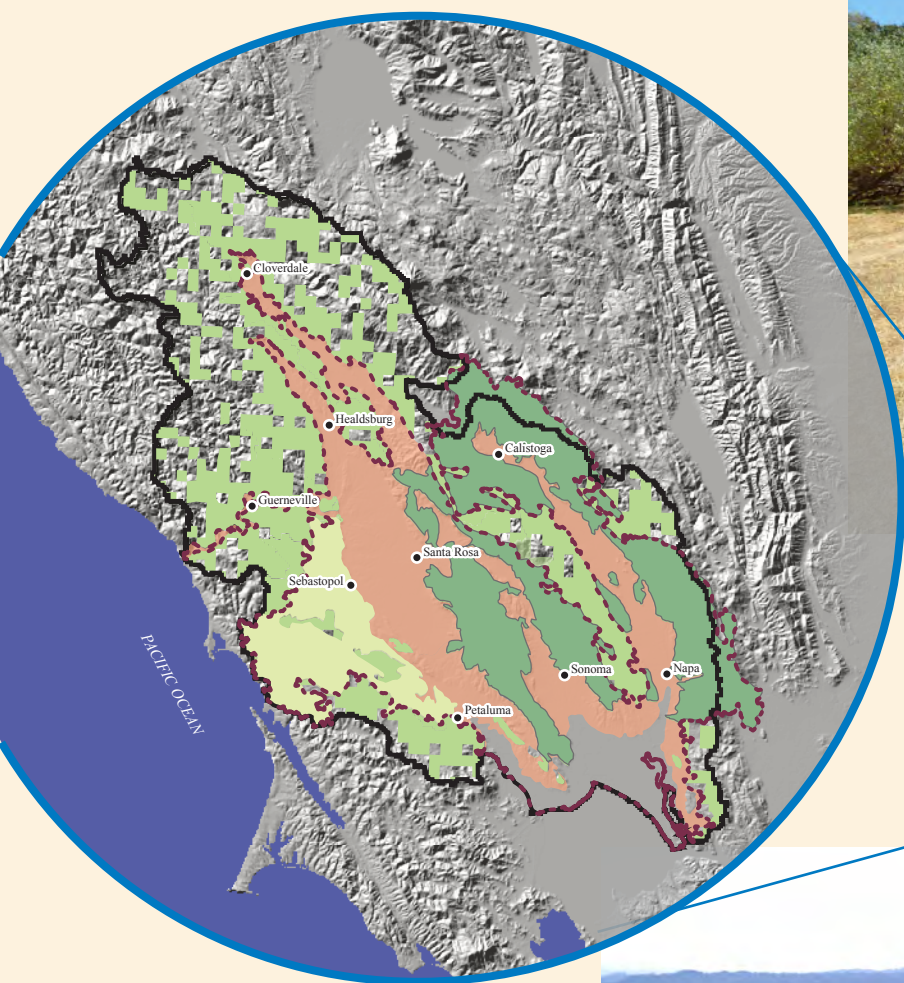 Cloverdale
Healdsburg
Calistoga
Guerneville
Santa Rosa
Sebastopol
PACIFIC OCEAN
Sonoma
Napa
Petaluma